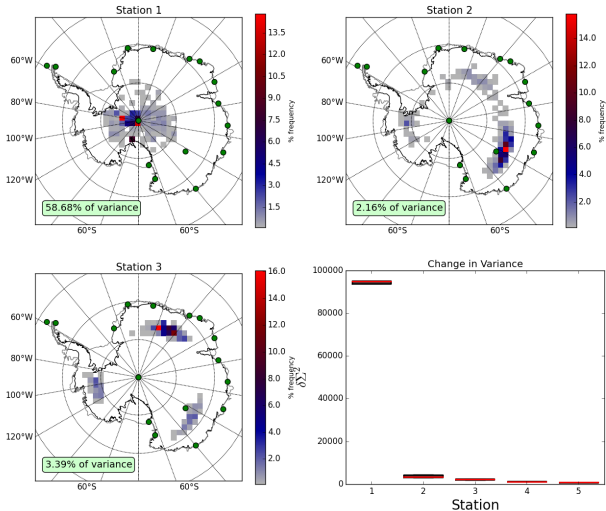 Station 1
60°W
80°W
100°W
120°W
60°S
60°S
58.68% of variance
13.5
12.0
10.5
9.0
7.5
6.0
4.5
3.0
1.5
% frequency
Station 2
60°W
80°W
100°W
120°W
60°S
60°S
2.16% of variance
14.0
12.0
10.0
8.0
6.0
4.0
2.0
% frequency
Station 3
60°W
80°W
100°W
120°W
60°S
60°S
3.39% of variance
16.0
14.0
12.0
10.0
8.0
6.0
4.0
2.0
% frequency
Change in Variance
100000
80000
60000
40000
20000
0
δΣ²
1 2 3 4 5
Station